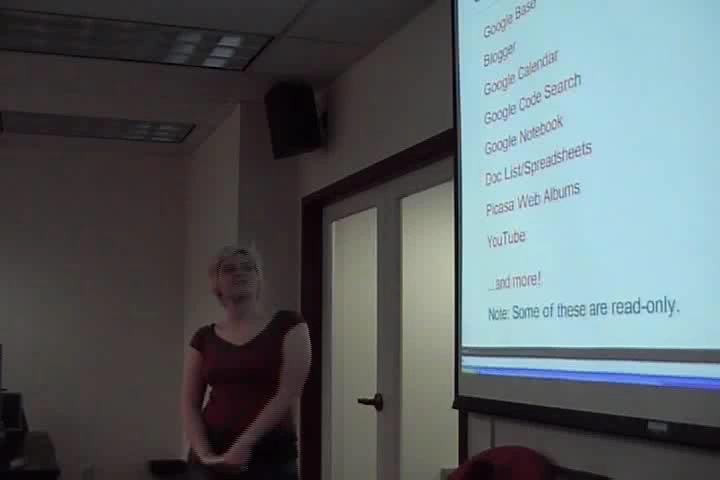 Google Base
Blogger
Google Calendar
Google Code Search
Google Notebook
Doc List/Spreadsheets
Picasa Web Albums
YouTube
...and more!
Note: Some of these are read-only.